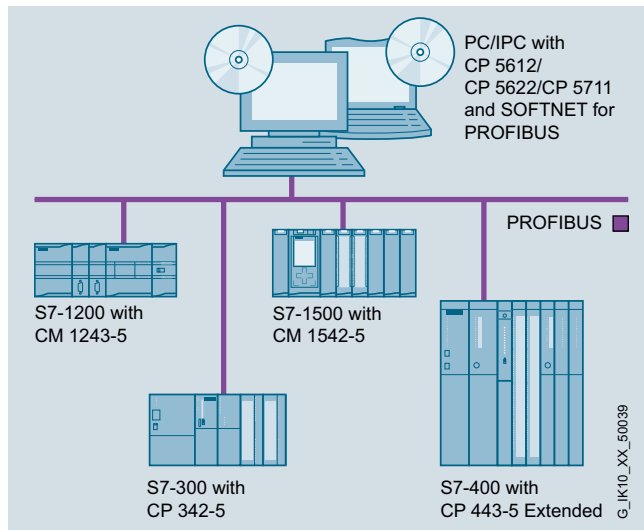 PC/IPC with
CP 5612/
CP 5622/CP 5711
and SOFTNET for
PROFIBUS
PROFIBUS
S7-1200 with
CM 1243-5
S7-1500 with
CM 1542-5
S7-300 with
CP 342-5
S7-400 with
CP 443-5 Extended
G_IK10_XX_50039